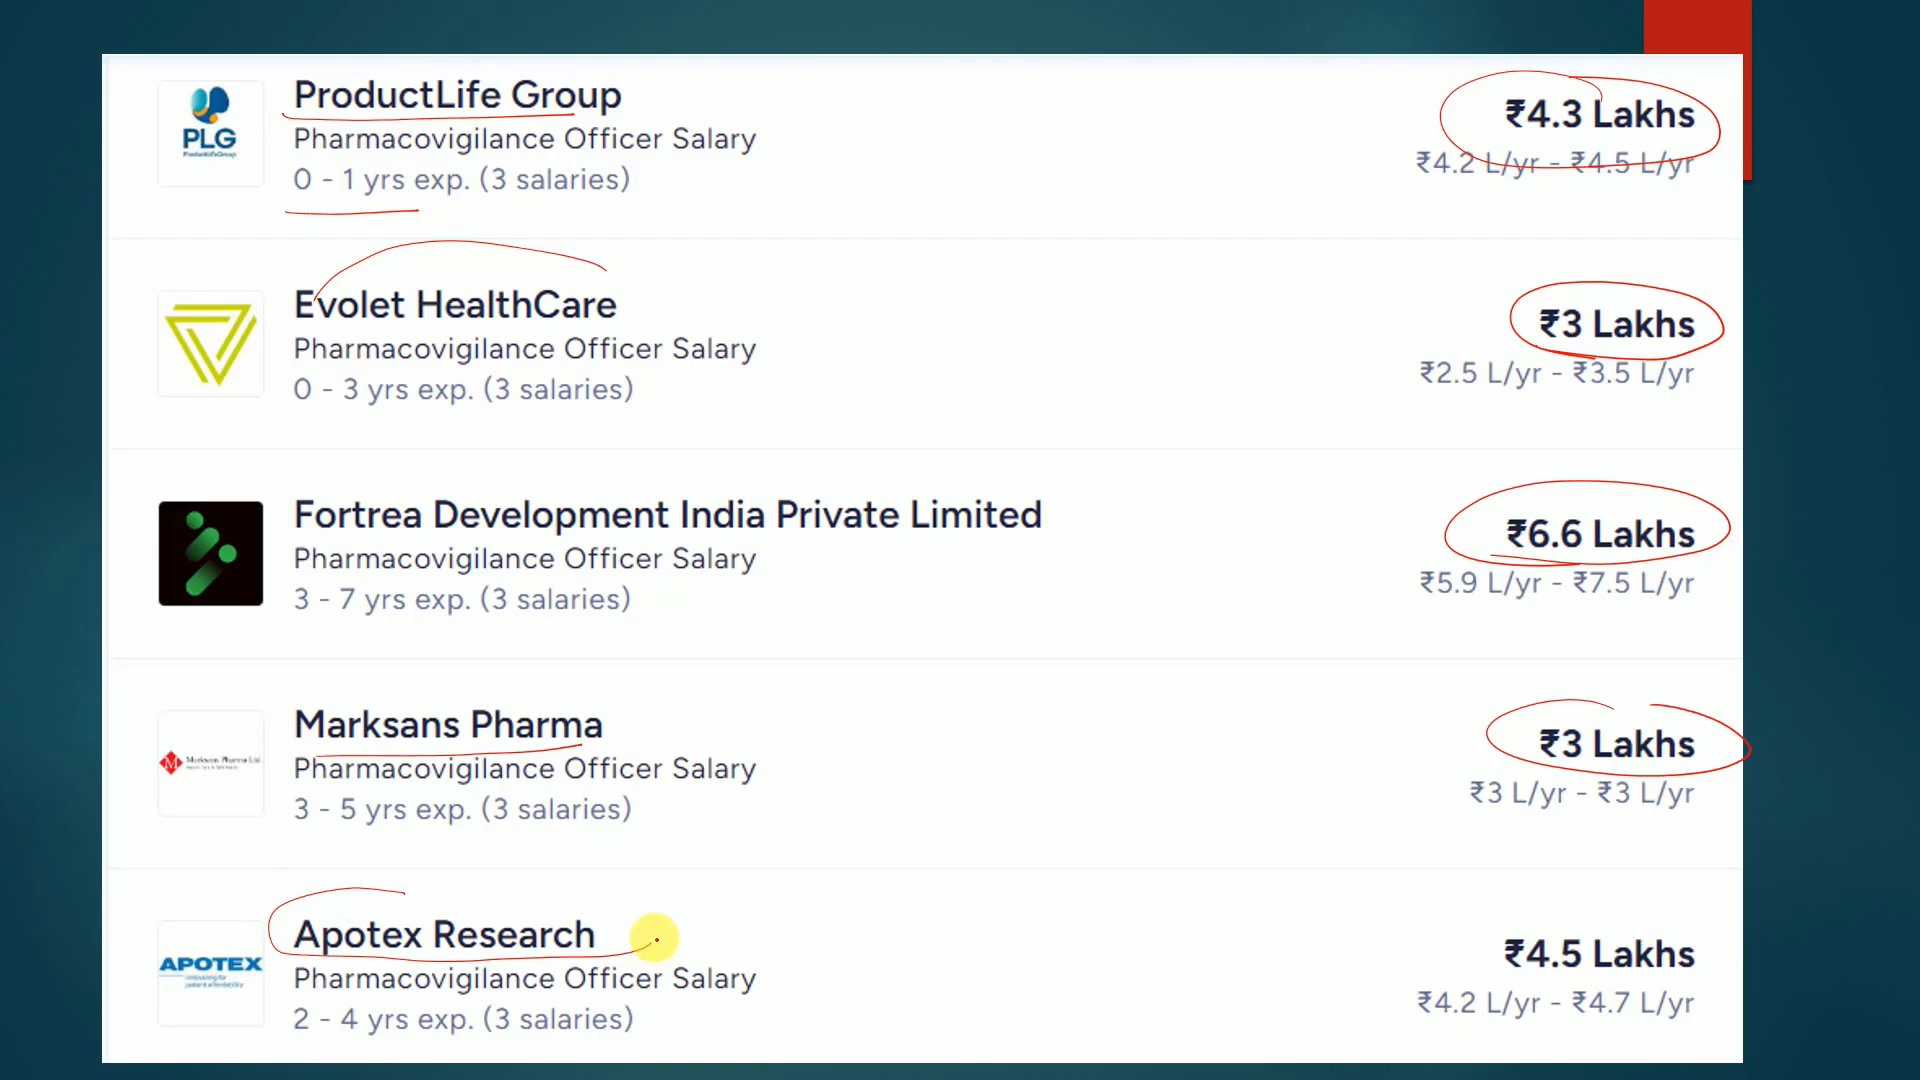 ProductLife Group
₹4.3 Lakhs
PLG
ProductLifeGroup
Pharmacovigilance Officer Salary
₹4.2 L/yr - ₹4.5 L/yr
0 - 1 yrs exp. (3 salaries)
Evolet HealthCare
₹3 Lakhs
Pharmacovigilance Officer Salary
₹2.5 L/yr - ₹3.5 L/yr
0 - 3 yrs exp. (3 salaries)
Fortrea Development India Private Limited
₹6.6 Lakhs
Pharmacovigilance Officer Salary
₹5.9 L/yr - ₹7.5 L/yr
3 - 7 yrs exp. (3 salaries)
Marksans Pharma
₹3 Lakhs
Marksans Pharma Ltd.
Pharmacovigilance Officer Salary
₹3 L/yr - ₹3 L/yr
3 - 5 yrs exp. (3 salaries)
Apotex Research
₹4.5 Lakhs
APOTEX
Pharmacovigilance Officer Salary
₹4.2 L/yr - ₹4.7 L/yr
2 - 4 yrs exp. (3 salaries)